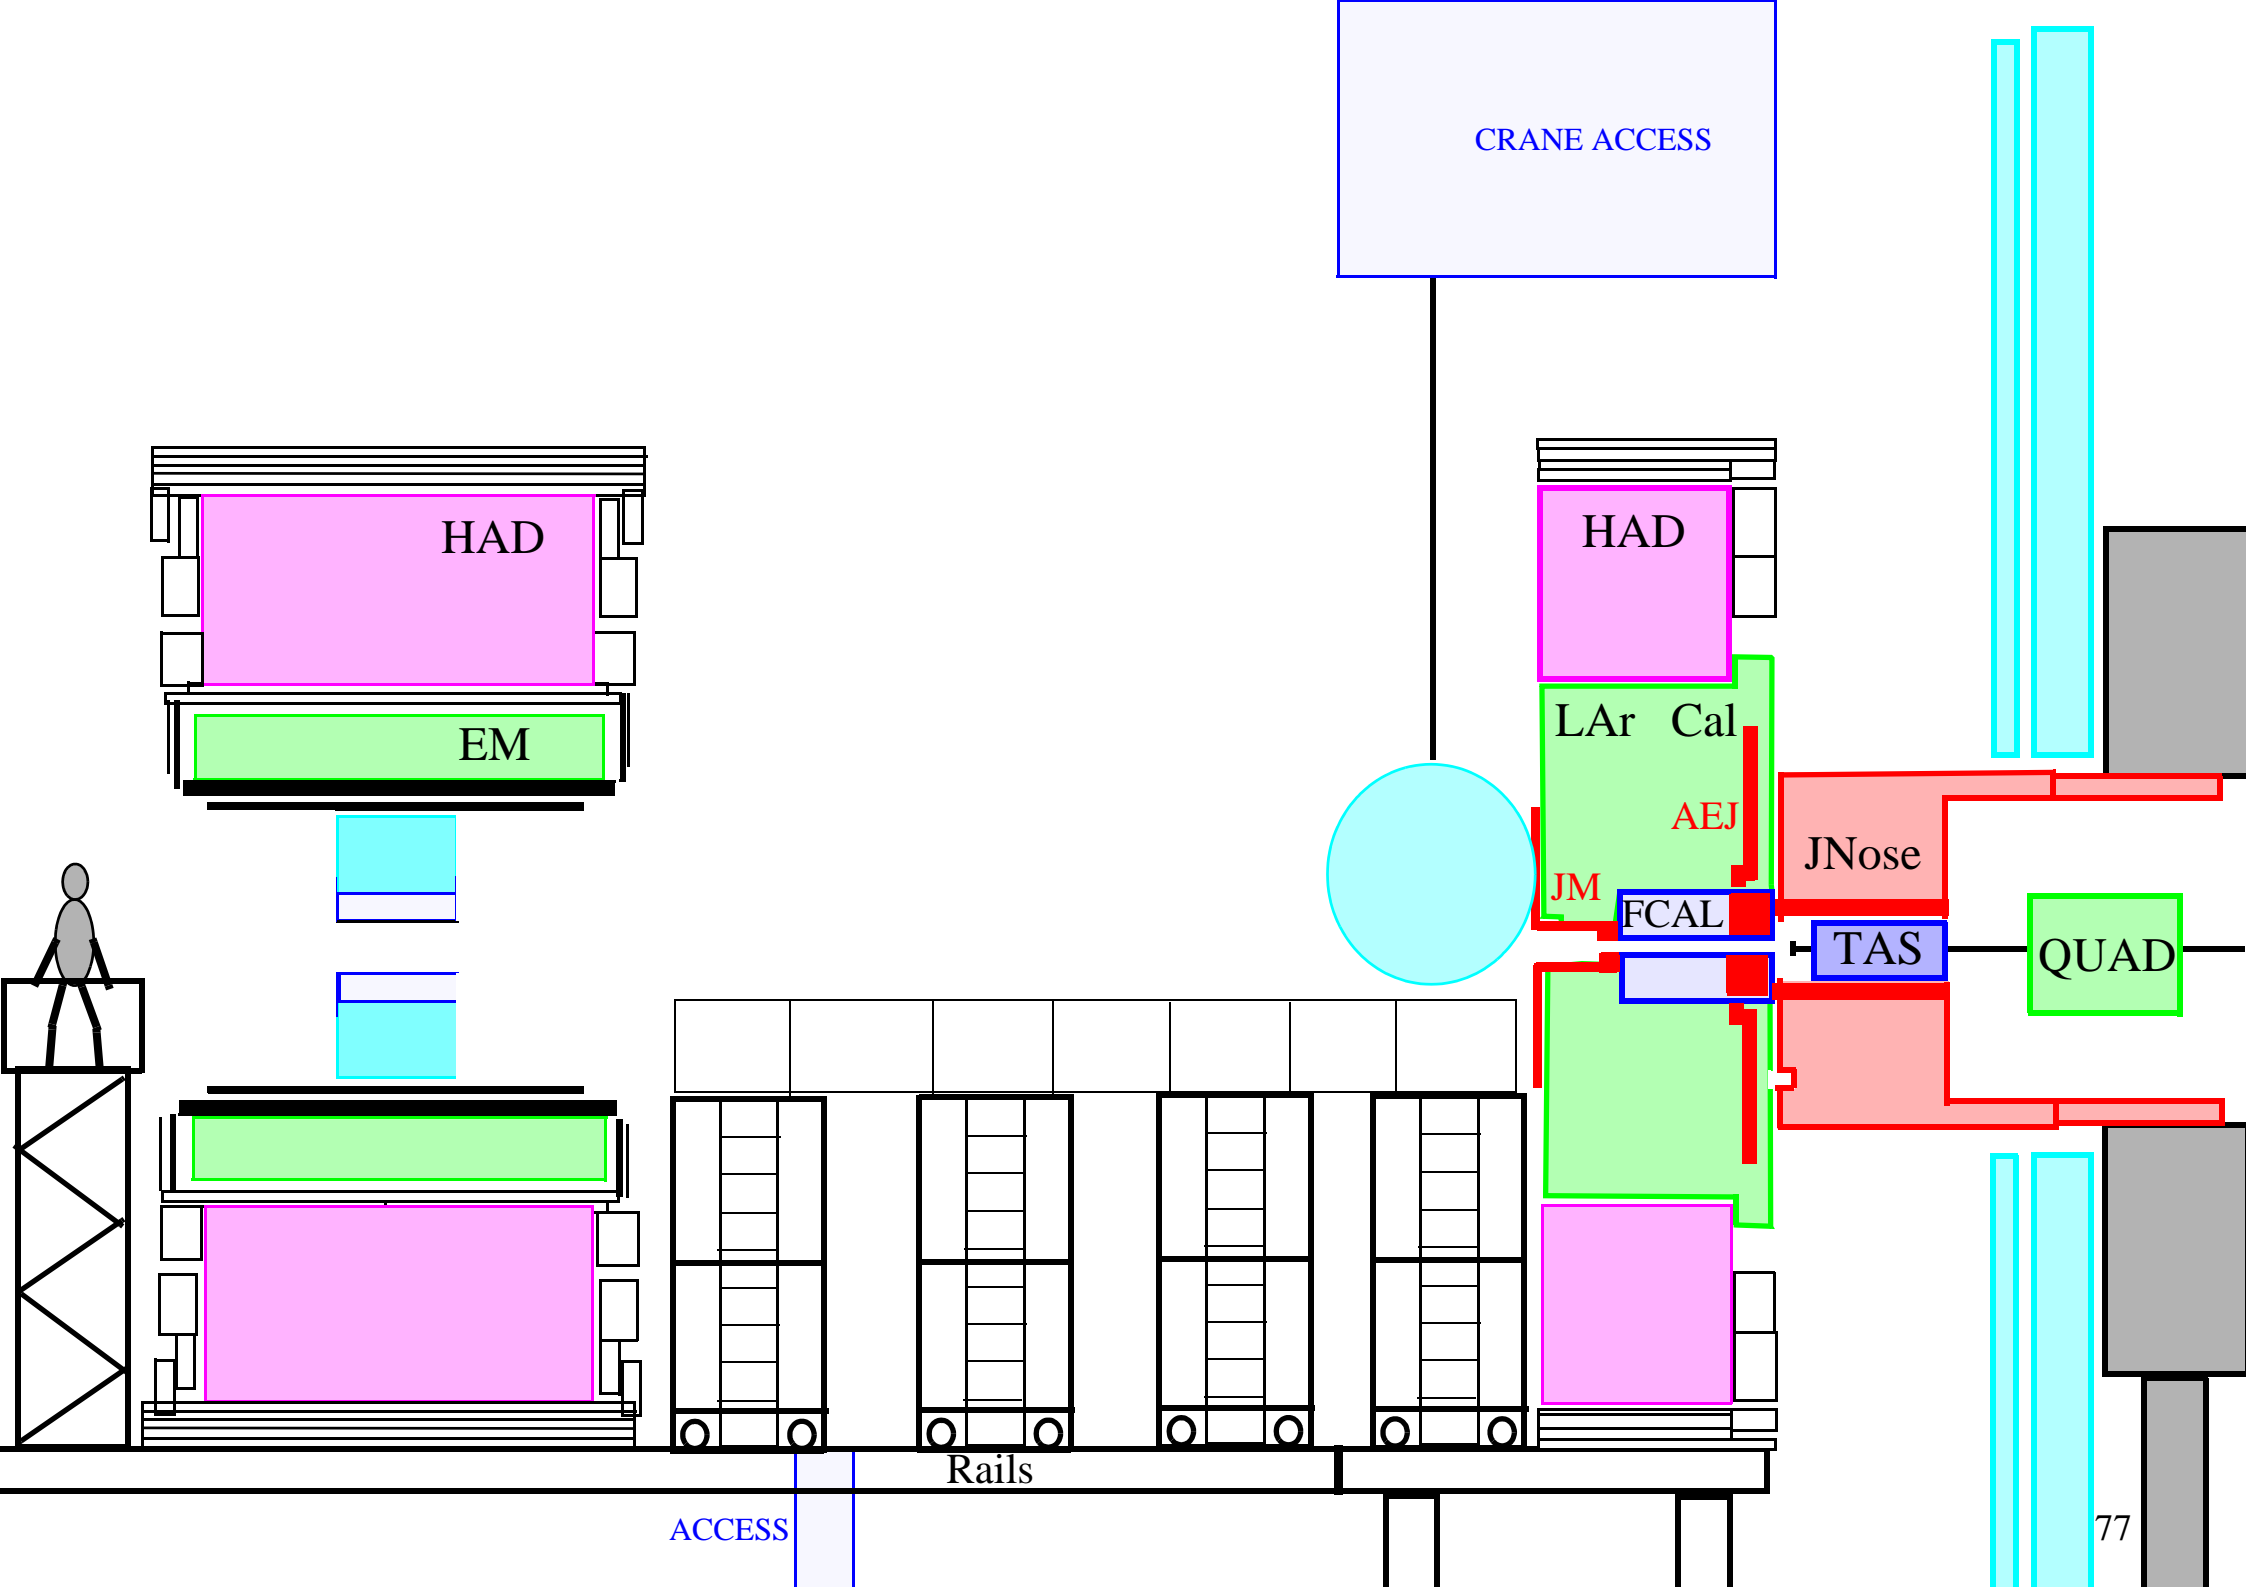 CRANE ACCESS
HAD
HAD
EM
LAr Cal
AEJ
JNose
JM
FCAL
TAS
QUAD
Rails
ACCESS
77